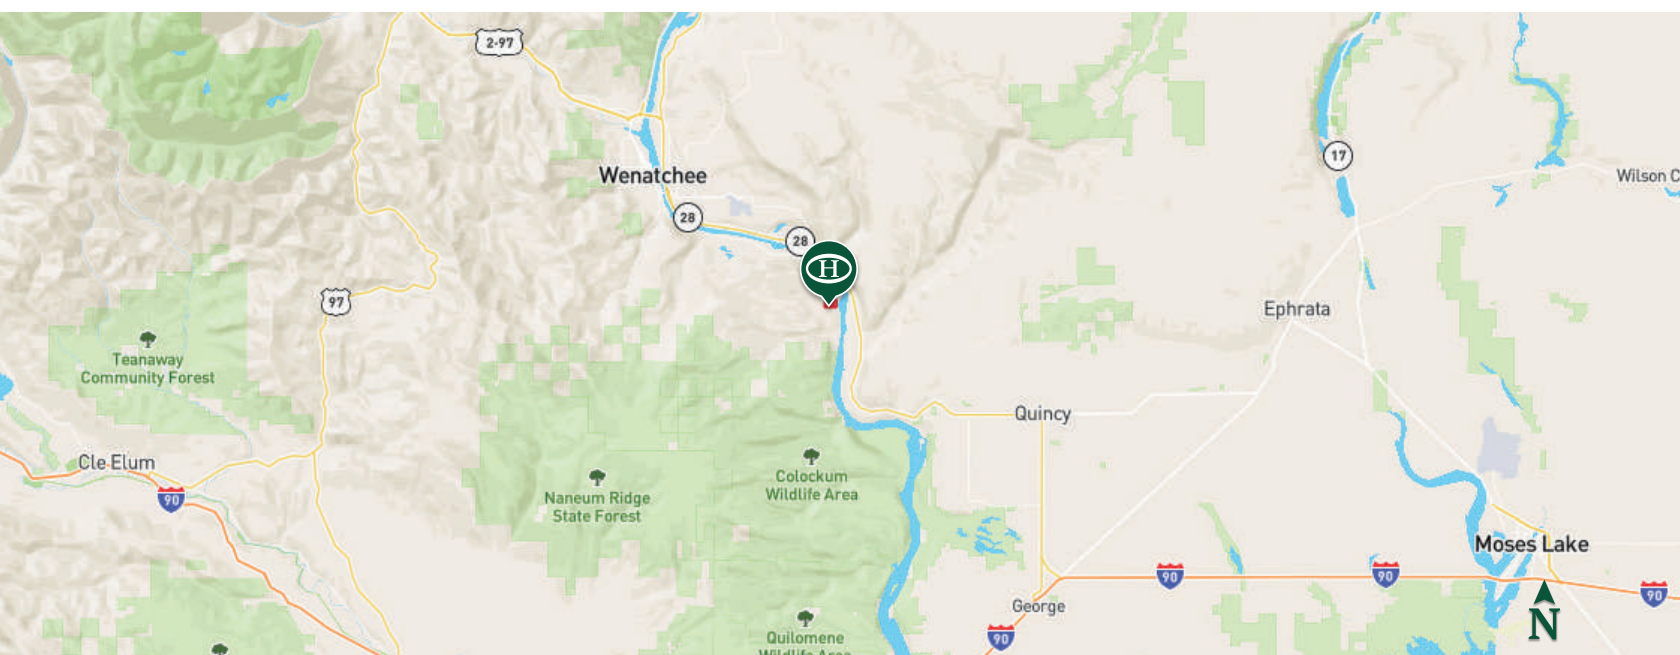 2-97
Wenatchee
17
Wilson C
28
28
H
97
Ephrata
Teanaway
Community Forest
Quincy
Cle Elum
90
Colockum
Wildlife Area
Naneum Ridge
State Forest
Moses Lake
90
90
90
George
N
90
Quilomene